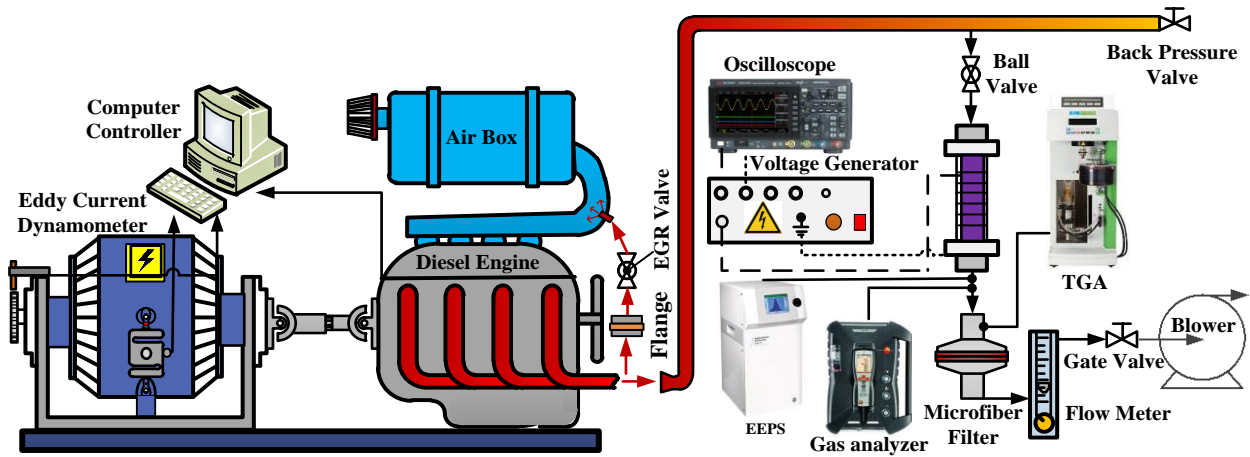 Back Pressure
Valve
Oscilloscope
Ball
Valve
Computer
Controller
Air Box
Voltage Generator
Eddy Current
Dynamometer
EGR Valve
Diesel Engine
TGA
Flange
Blower
Gate Valve
Microfiber
Filter
Flow Meter
EEPS
Gas analyzer